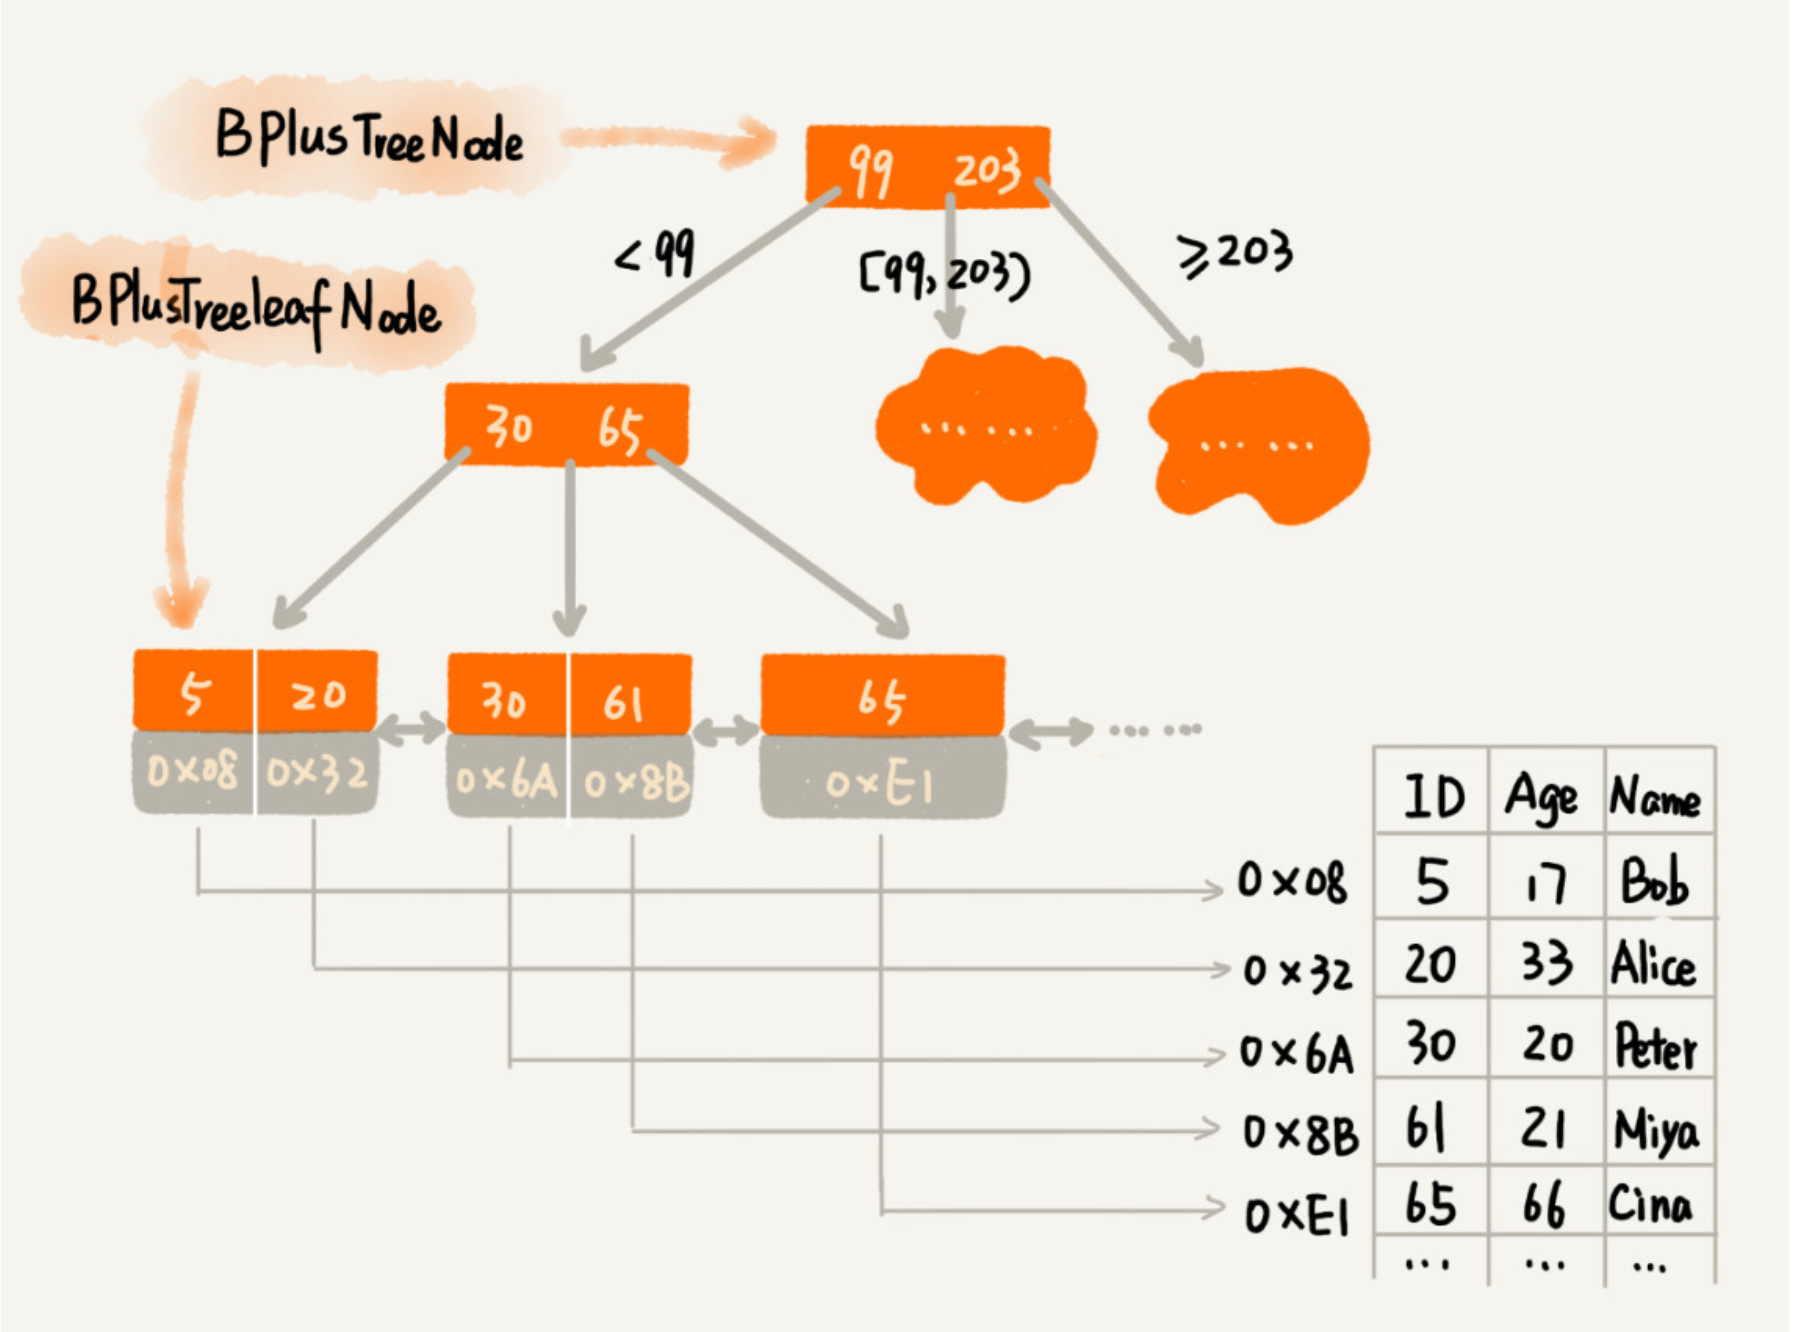 BPlusTreeNode
99 203
<99
[99,203)
≥203
BPlusTreeleafNode
30 65
...... 
......
5 20
0x08 0x32
30 61
0x6A 0x8B
65
0xE1
......
ID Age Name
0x08 5 17 Bob
0x32 20 33 Alice
0x6A 30 20 Peter
0x8B 61 21 Miya
0xE1 65 66 Cina
... ... ...